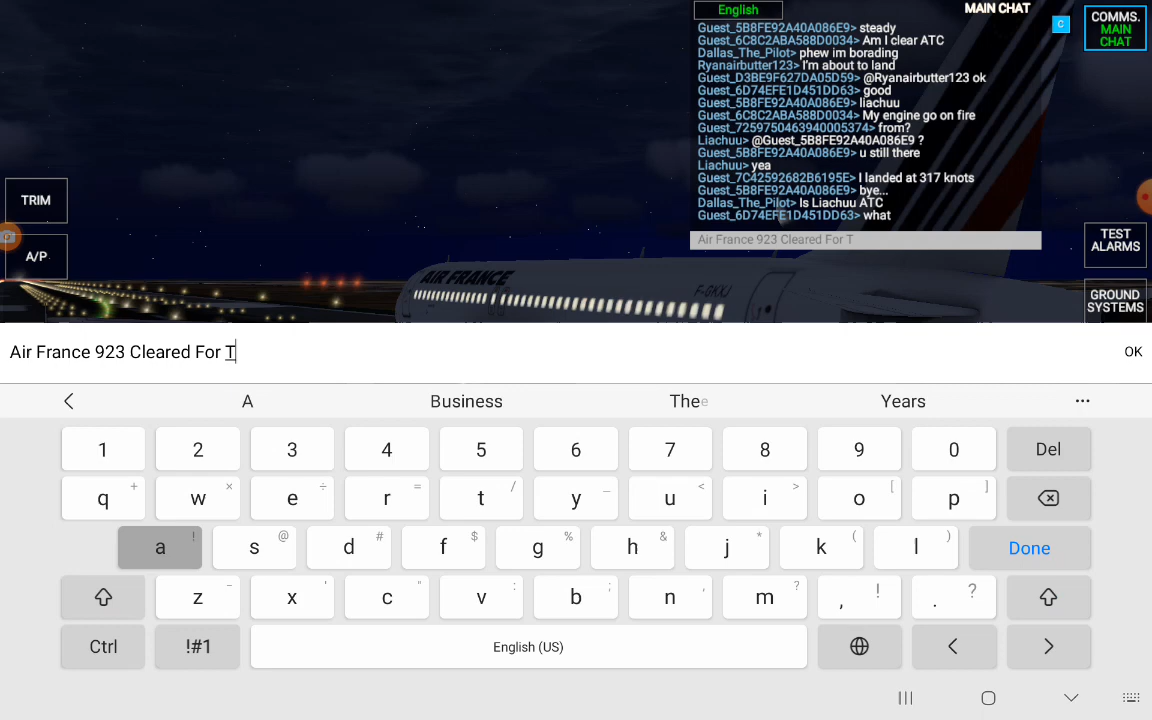 English
MAIN CHAT
C
COMMS.
MAIN
CHAT
Guest_5B8FE92A40A086E9> steady
Guest_6C8C2ABA588D0034> Am I clear ATC
Dallas_The_Pilot> phew im borading
Ryanairbutter123> I'm about to land
Guest_D3BE9F627DA05D59> @Ryanairbutter123 ok
Guest_6D74EFE1D451DD63> good
Guest_5B8FE92A40A086E9> liachuu
Guest_6C8C2ABA588D0034> My engine go on fire
Guest_7259750463940005374> from?
Liachuu> @Guest_5B8FE92A40A086E9 ?
Guest_5B8FE92A40A086E9> u still there
Liachuu> yea
Guest_7C42592682B6195E> I landed at 317 knots
Guest_5B8FE92A40A086E9> bye...
Dallas_The_Pilot> Is Liachuu ATC
Guest_6D74EFE1D451DD63> what
Air France 923 Cleared For T
TRIM
A/P
TEST
ALARMS
GROUND
SYSTEMS
AIR FRANCE
F-GKXJ
Air France 923 Cleared For T
OK
A Business Thee Years
1 2 3 4 5 6 7 8 9 0 Del
q + w × e ÷ r = t / y _ u < i > o [ p ]
a ! s @ d # f $ g % h & j * k ( l ) Done
z - x ' c " v : b ; n , m ? , ! . ?
Ctrl !#1 English (US) < >